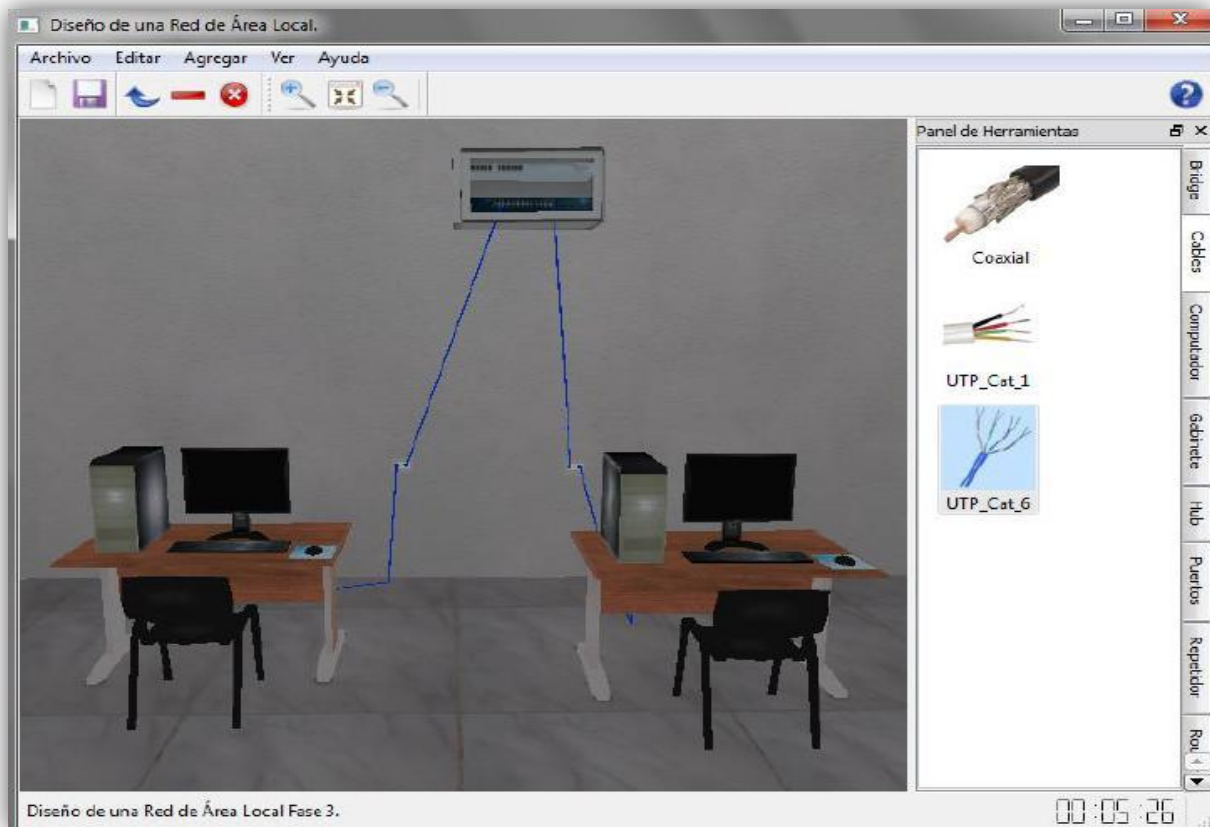 Diseño de una Red de Área Local.
Archivo Editar Agregar Ver Ayuda
Panel de Herramientas
Coaxial
UTP_Cat_1
UTP_Cat_6
Bridge
Cables
Computador
Gabinete
Hub
Puertos
Repetidor
Rou
Diseño de una Red de Área Local Fase 3.
00:05:26